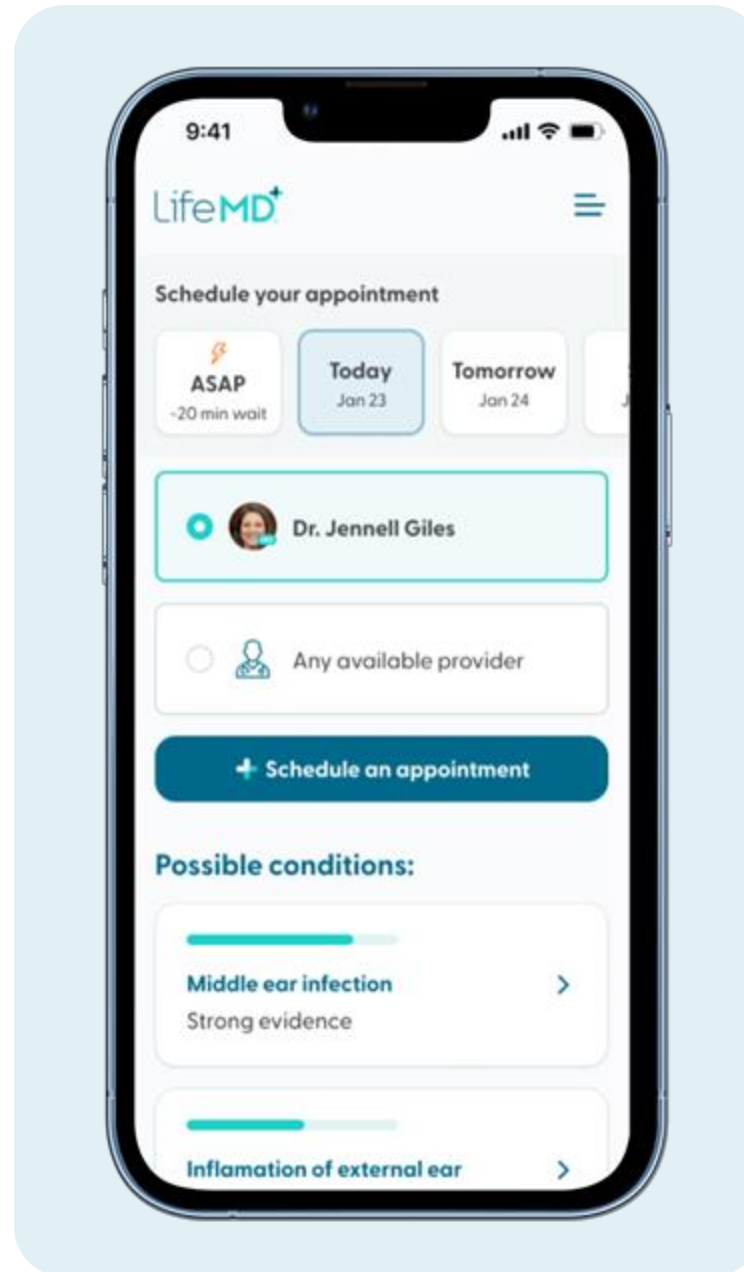 9:41
LifeMD
Schedule your appointment
ASAP
~20 min wait
Today
Jan 23
Tomorrow
Jan 24
Dr. Jennell Giles
Any available provider
Schedule an appointment
Possible conditions:
Middle ear infection
Strong evidence
Inflamation of external ear